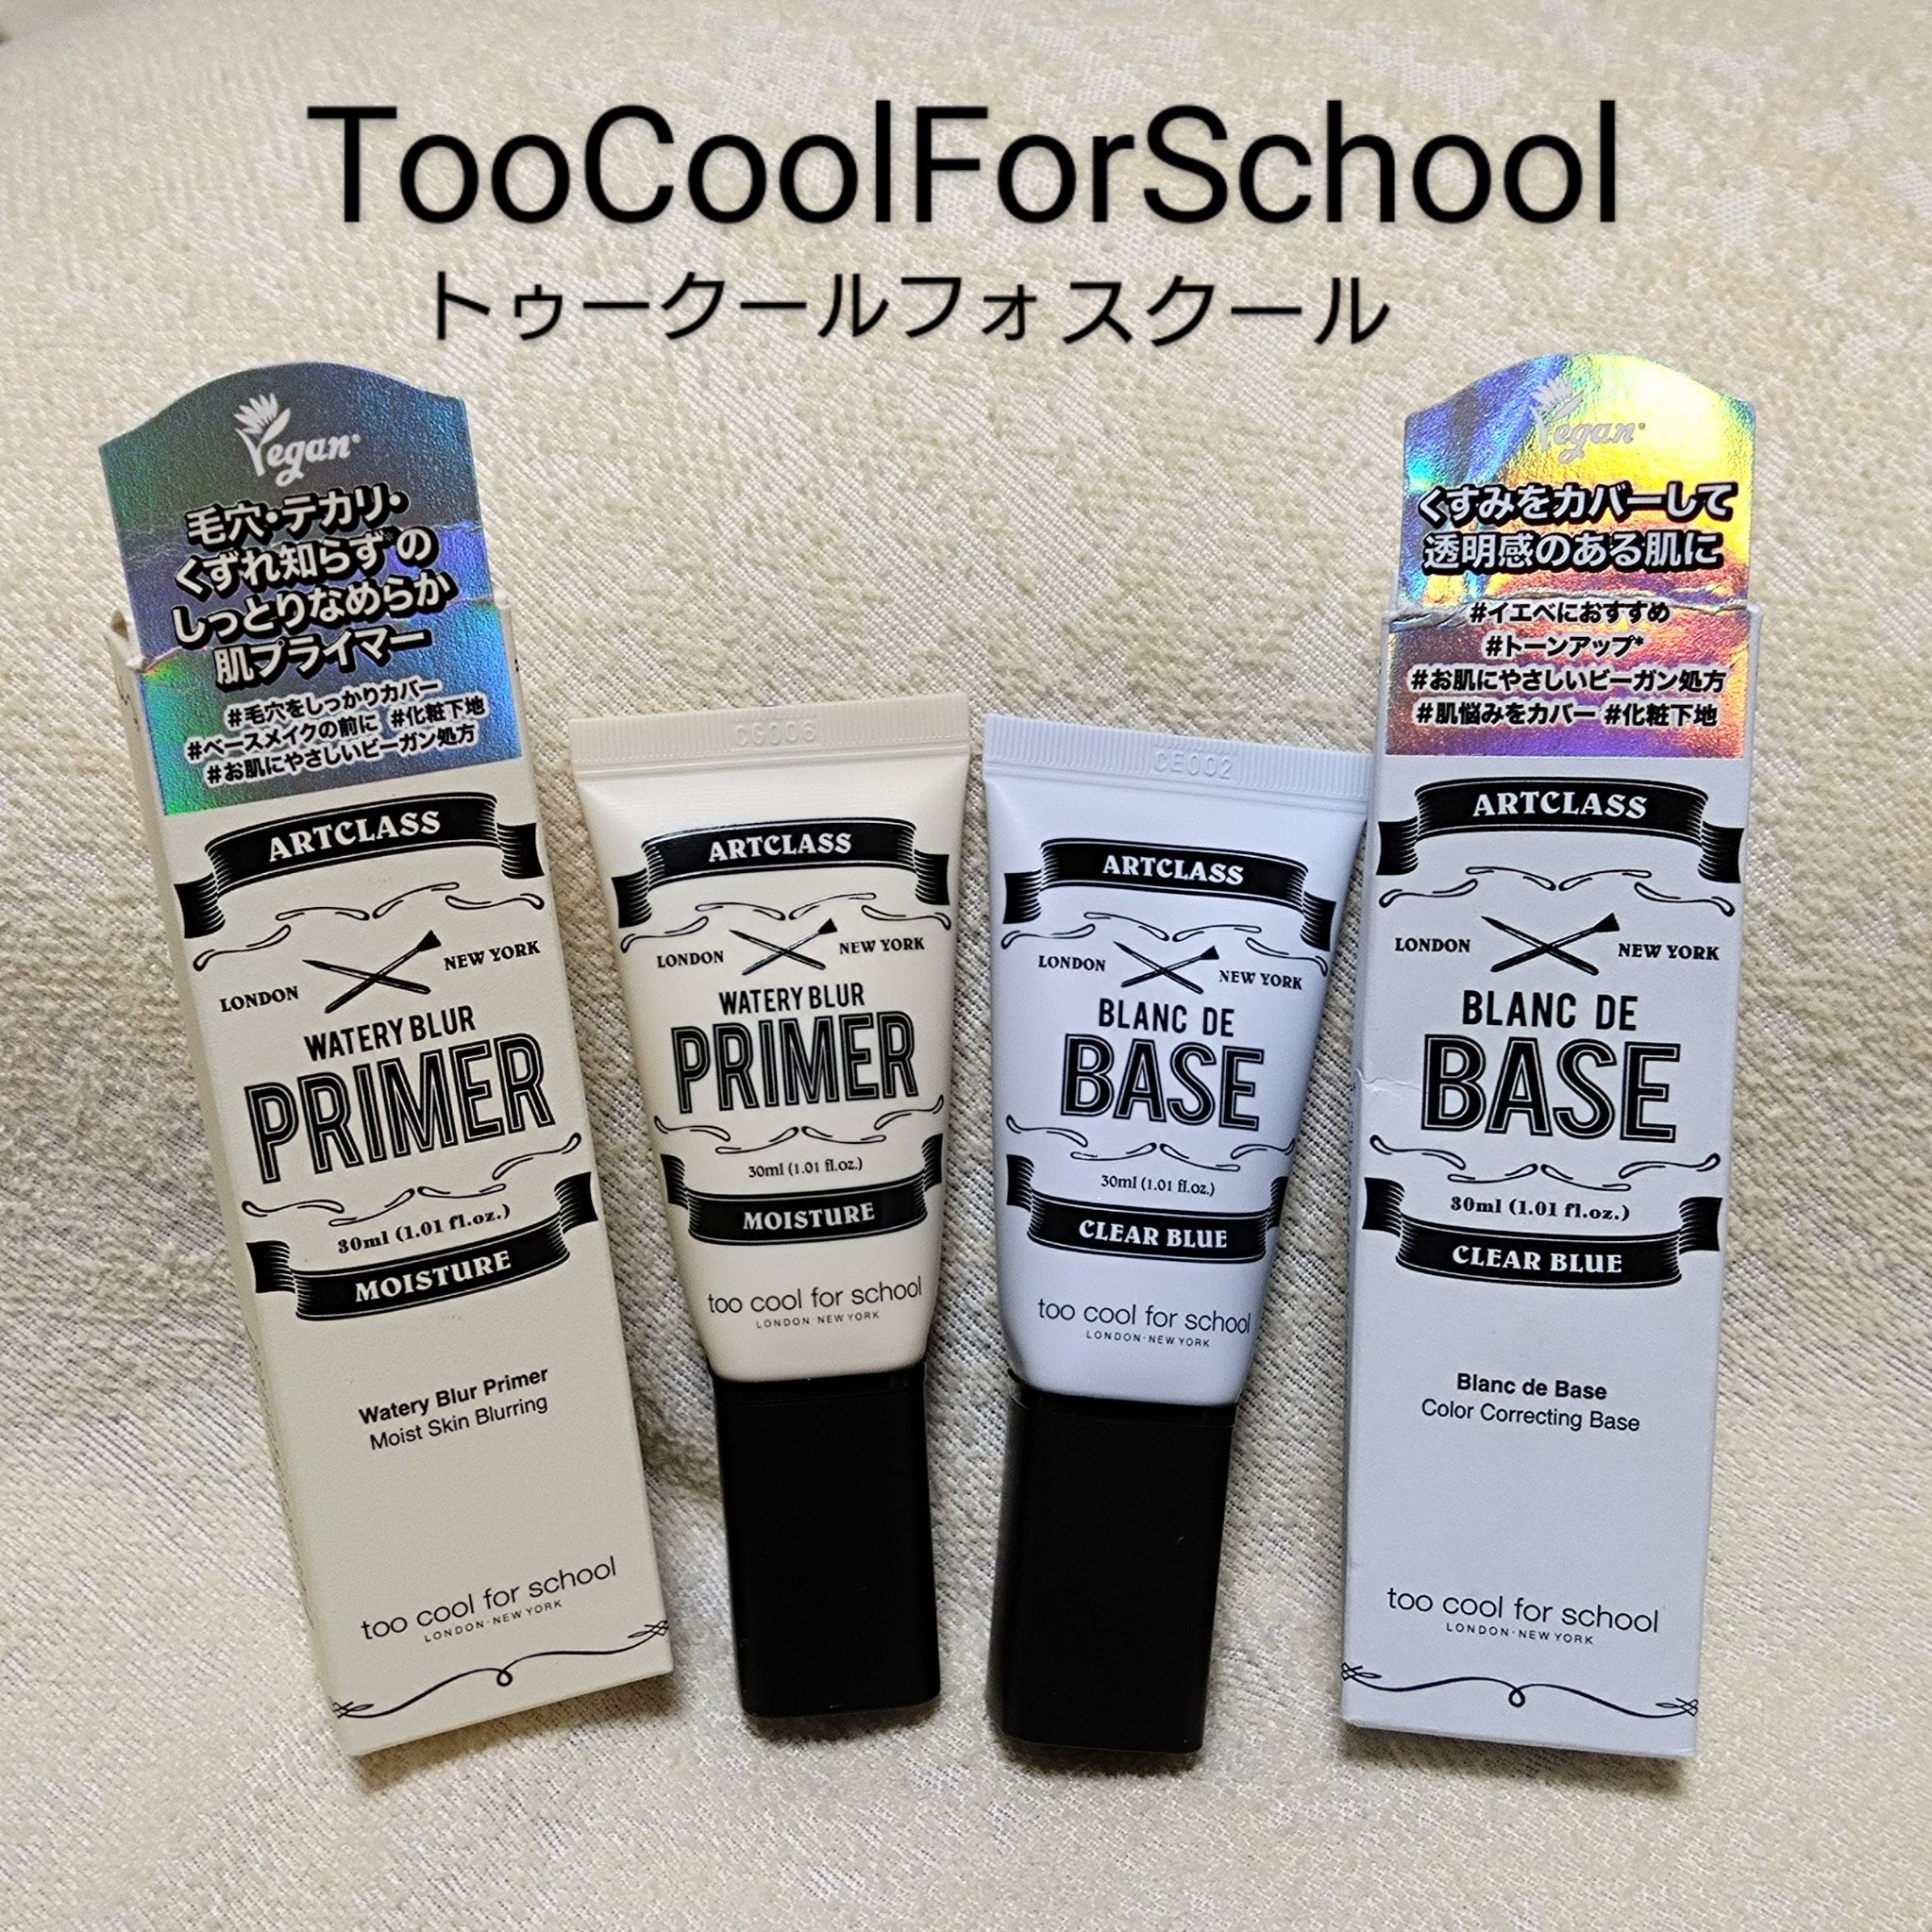 TooCoolForSchool
トゥークールフォスクール
Vegan
毛穴・テカリ・
くずれ知らず*の
しっとりなめらか
肌プライマー
#毛穴をしっかりカバー
#ベースメイクの前に #化粧下地
#お肌にやさしいビーガン処方
ARTCLASS
LONDON NEW YORK
WATERY BLUR
PRIMER
30ml (1.01 fl.oz.)
MOISTURE
Watery Blur Primer
Moist Skin Blurring
too cool for school
LONDON·NEW YORK
CG006
ARTCLASS
LONDON NEW YORK
WATERY BLUR
PRIMER
30ml (1.01 fl.oz.)
MOISTURE
too cool for school
LONDON·NEW YORK
CE002
ARTCLASS
LONDON NEW YORK
BLANC DE
BASE
30ml (1.01 fl.oz.)
CLEAR BLUE
too cool for school
LONDON·NEW YORK
Vegan
くすみをカバーして
透明感のある肌に
#イエベにおすすめ
#トーンアップ*
#お肌にやさしいビーガン処方
#肌悩みをカバー #化粧下地
ARTCLASS
LONDON NEW YORK
BLANC DE
BASE
30ml (1.01 fl.oz.)
CLEAR BLUE
Blanc de Base
Color Correcting Base
too cool for school
LONDON·NEW YORK